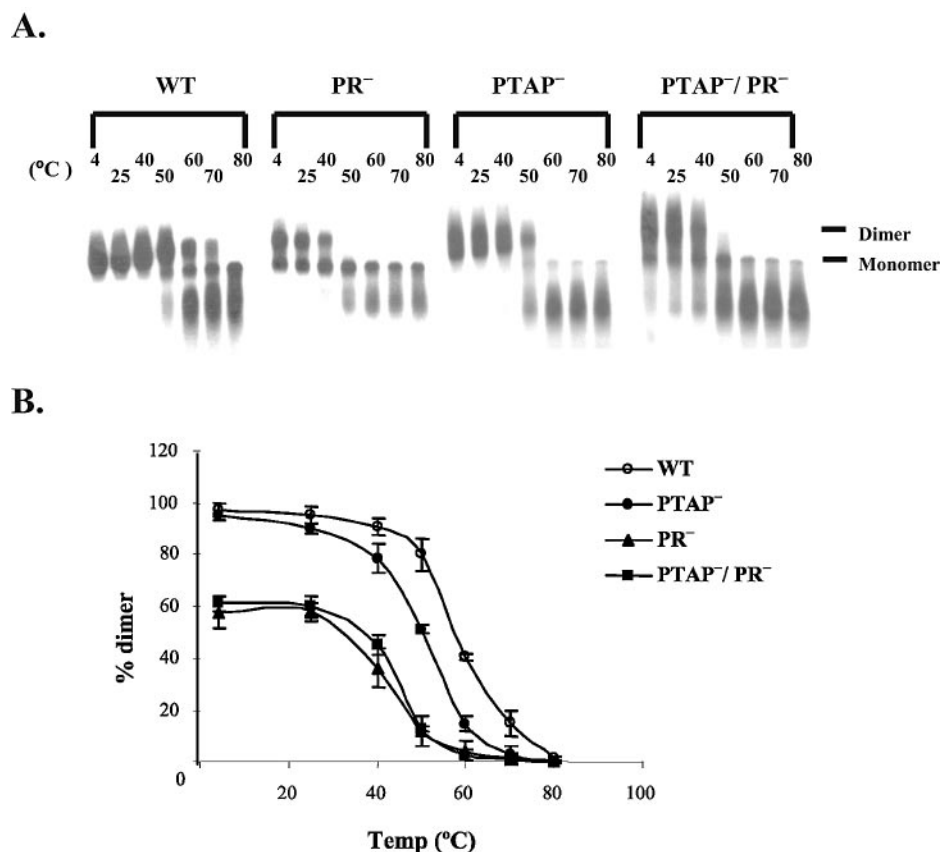 A.
WT PR⁻ PTAP⁻ PTAP⁻/ PR⁻
(ºC ) 4 40 60 80 4 40 60 80 4 40 60 80 4 40 60 80
25 50 70 25 50 70 25 50 70 25 50 70
Dimer
Monomer
B.
120
100
80
60
40
20
0
% dimer
20 40 60 80 100
Temp (ºC)
WT
PTAP⁻
PR⁻
PTAP⁻/ PR⁻